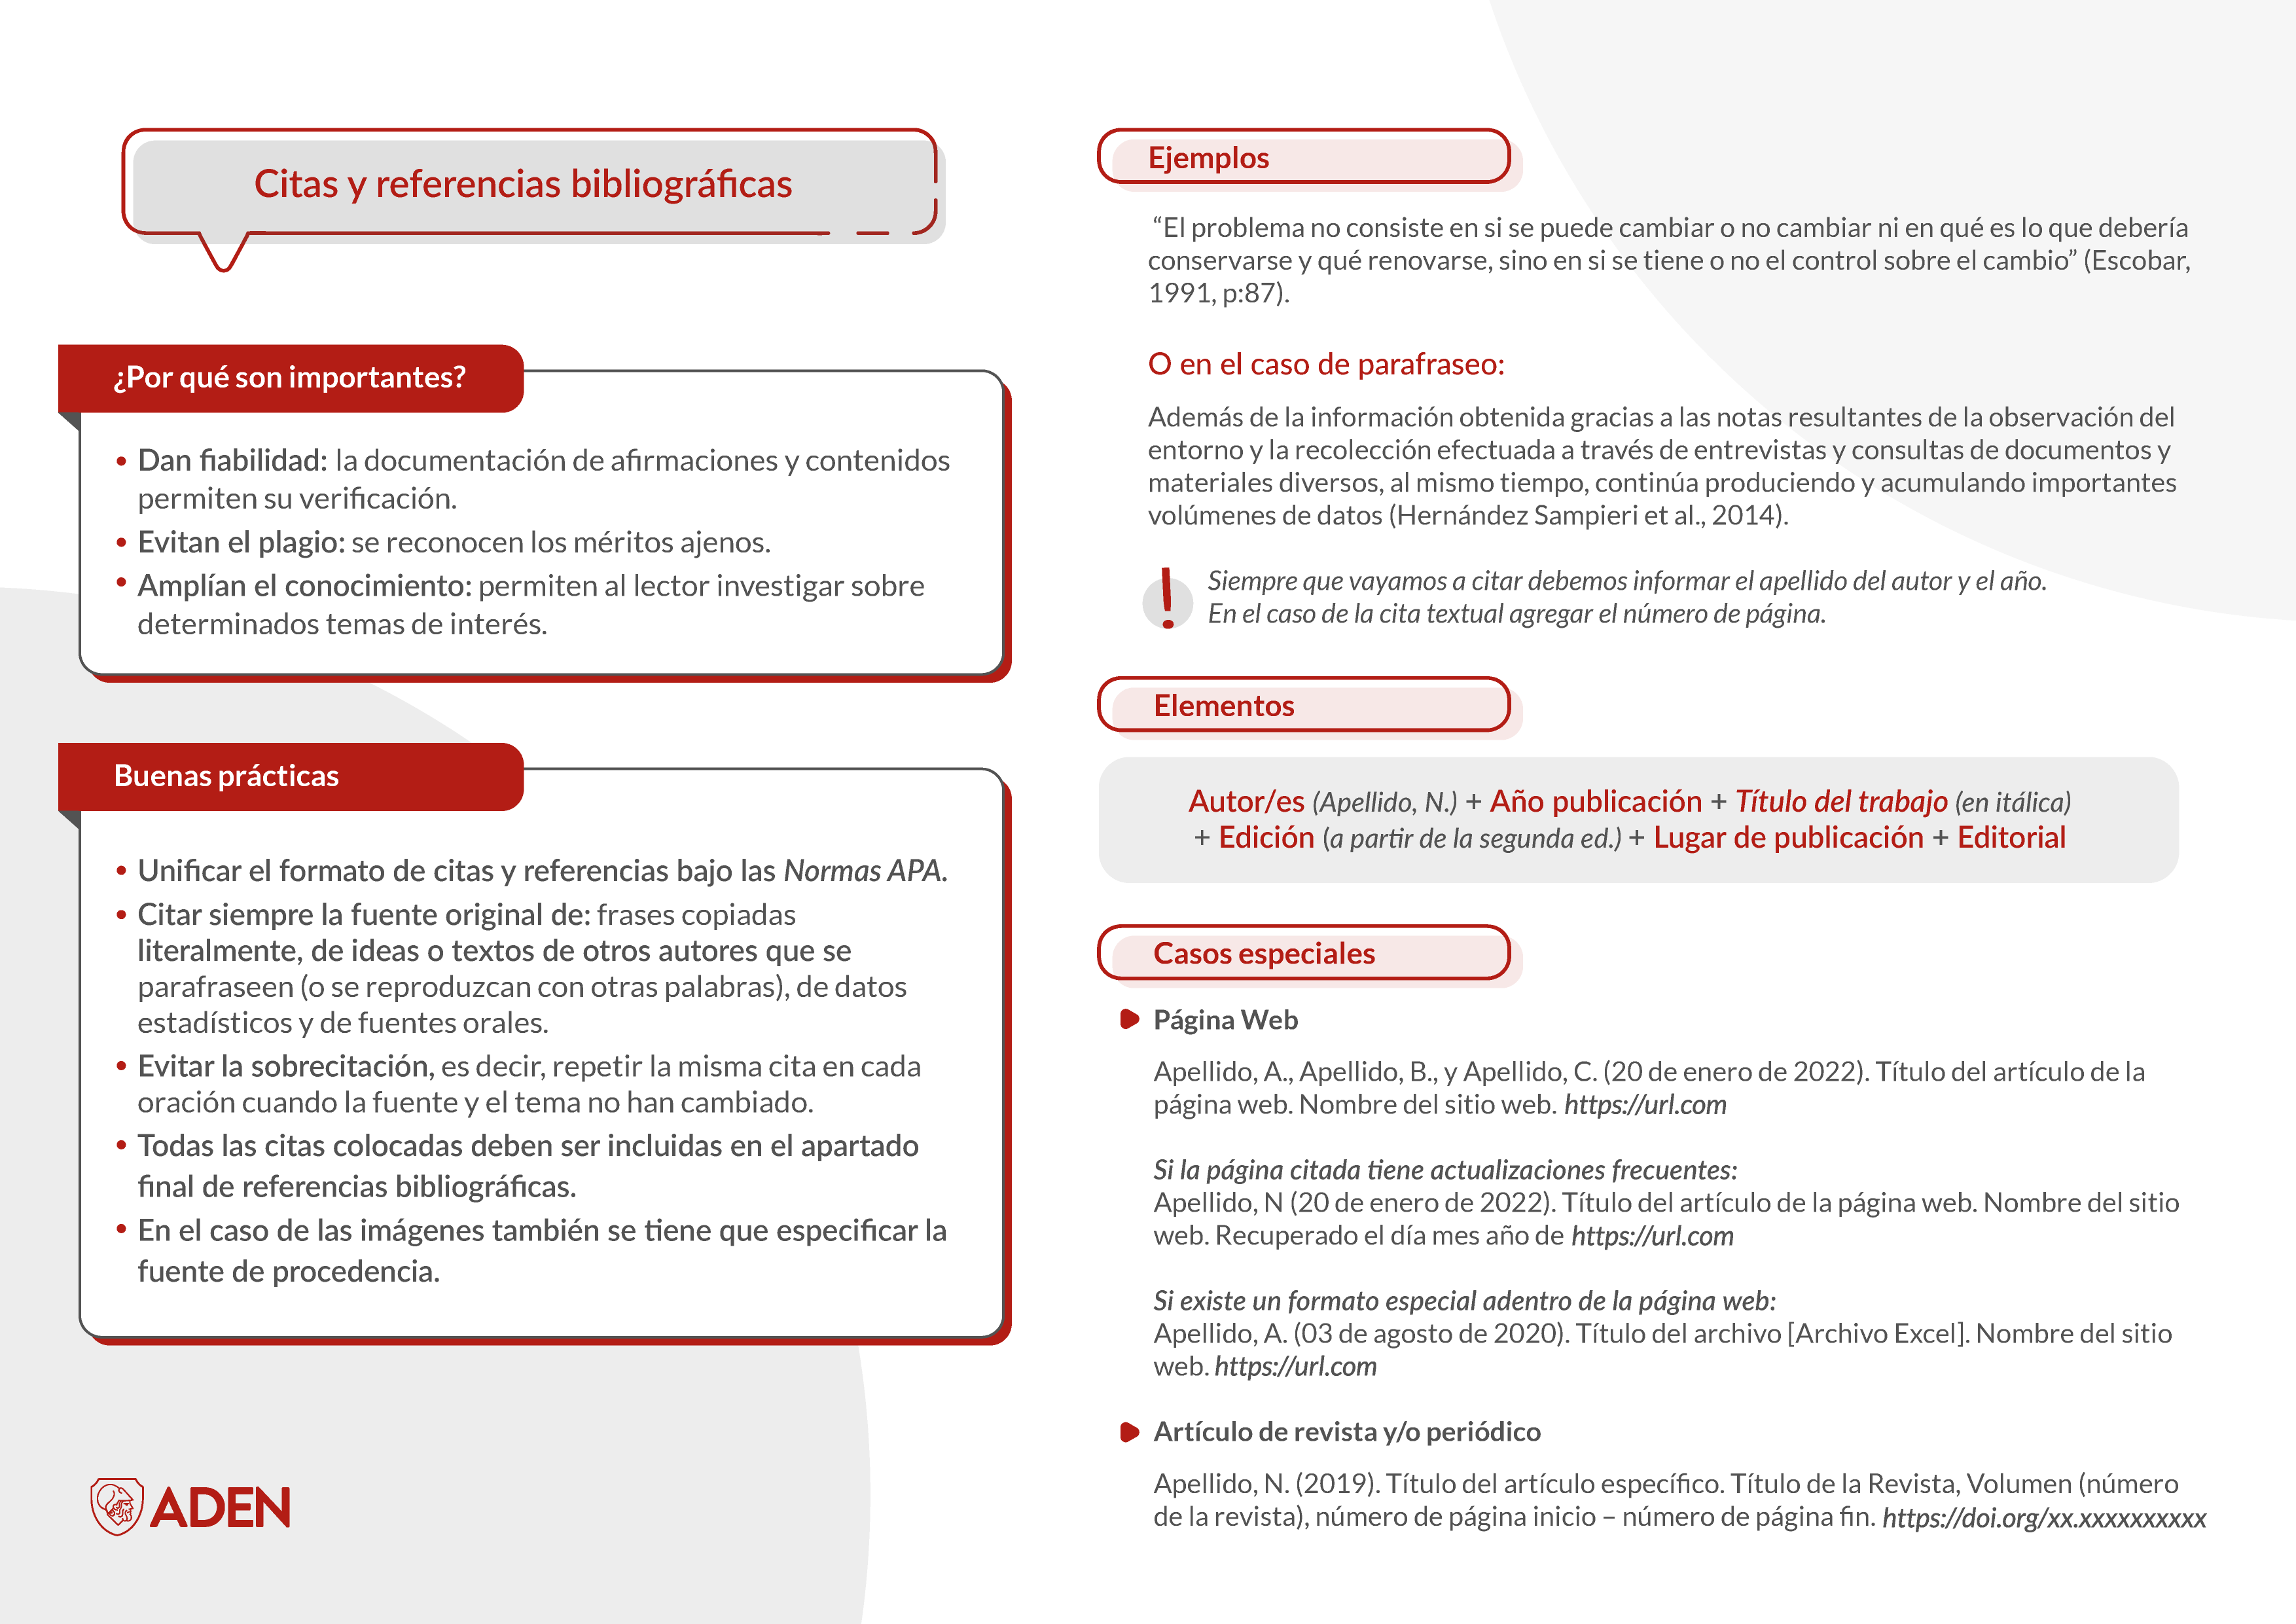 Citas y referencias bibliográficas
¿Por qué son importantes?
• Dan fiabilidad: la documentación de afirmaciones y contenidos
permiten su verificación.
• Evitan el plagio: se reconocen los méritos ajenos.
• Amplían el conocimiento: permiten al lector investigar sobre
determinados temas de interés.
Buenas prácticas
• Unificar el formato de citas y referencias bajo las Normas APA.
• Citar siempre la fuente original de: frases copiadas
literalmente, de ideas o textos de otros autores que se
parafraseen (o se reproduzcan con otras palabras), de datos
estadísticos y de fuentes orales.
• Evitar la sobrecitación, es decir, repetir la misma cita en cada
oración cuando la fuente y el tema no han cambiado.
• Todas las citas colocadas deben ser incluidas en el apartado
final de referencias bibliográficas.
• En el caso de las imágenes también se tiene que especificar la
fuente de procedencia.
ADEN
Ejemplos
“El problema no consiste en si se puede cambiar o no cambiar ni en qué es lo que debería
conservarse y qué renovarse, sino en si se tiene o no el control sobre el cambio” (Escobar,
1991, p:87).
O en el caso de parafraseo:
Además de la información obtenida gracias a las notas resultantes de la observación del
entorno y la recolección efectuada a través de entrevistas y consultas de documentos y
materiales diversos, al mismo tiempo, continúa produciendo y acumulando importantes
volúmenes de datos (Hernández Sampieri et al., 2014).
! Siempre que vayamos a citar debemos informar el apellido del autor y el año.
En el caso de la cita textual agregar el número de página.
Elementos
Autor/es (Apellido, N.) + Año publicación + Título del trabajo (en itálica)
+ Edición (a partir de la segunda ed.) + Lugar de publicación + Editorial
Casos especiales
Página Web
Apellido, A., Apellido, B., y Apellido, C. (20 de enero de 2022). Título del artículo de la
página web. Nombre del sitio web. https://url.com
Si la página citada tiene actualizaciones frecuentes:
Apellido, N (20 de enero de 2022). Título del artículo de la página web. Nombre del sitio
web. Recuperado el día mes año de https://url.com
Si existe un formato especial adentro de la página web:
Apellido, A. (03 de agosto de 2020). Título del archivo [Archivo Excel]. Nombre del sitio
web. https://url.com
Artículo de revista y/o periódico
Apellido, N. (2019). Título del artículo específico. Título de la Revista, Volumen (número
de la revista), número de página inicio – número de página fin. https://doi.org/xx.xxxxxxxxxx